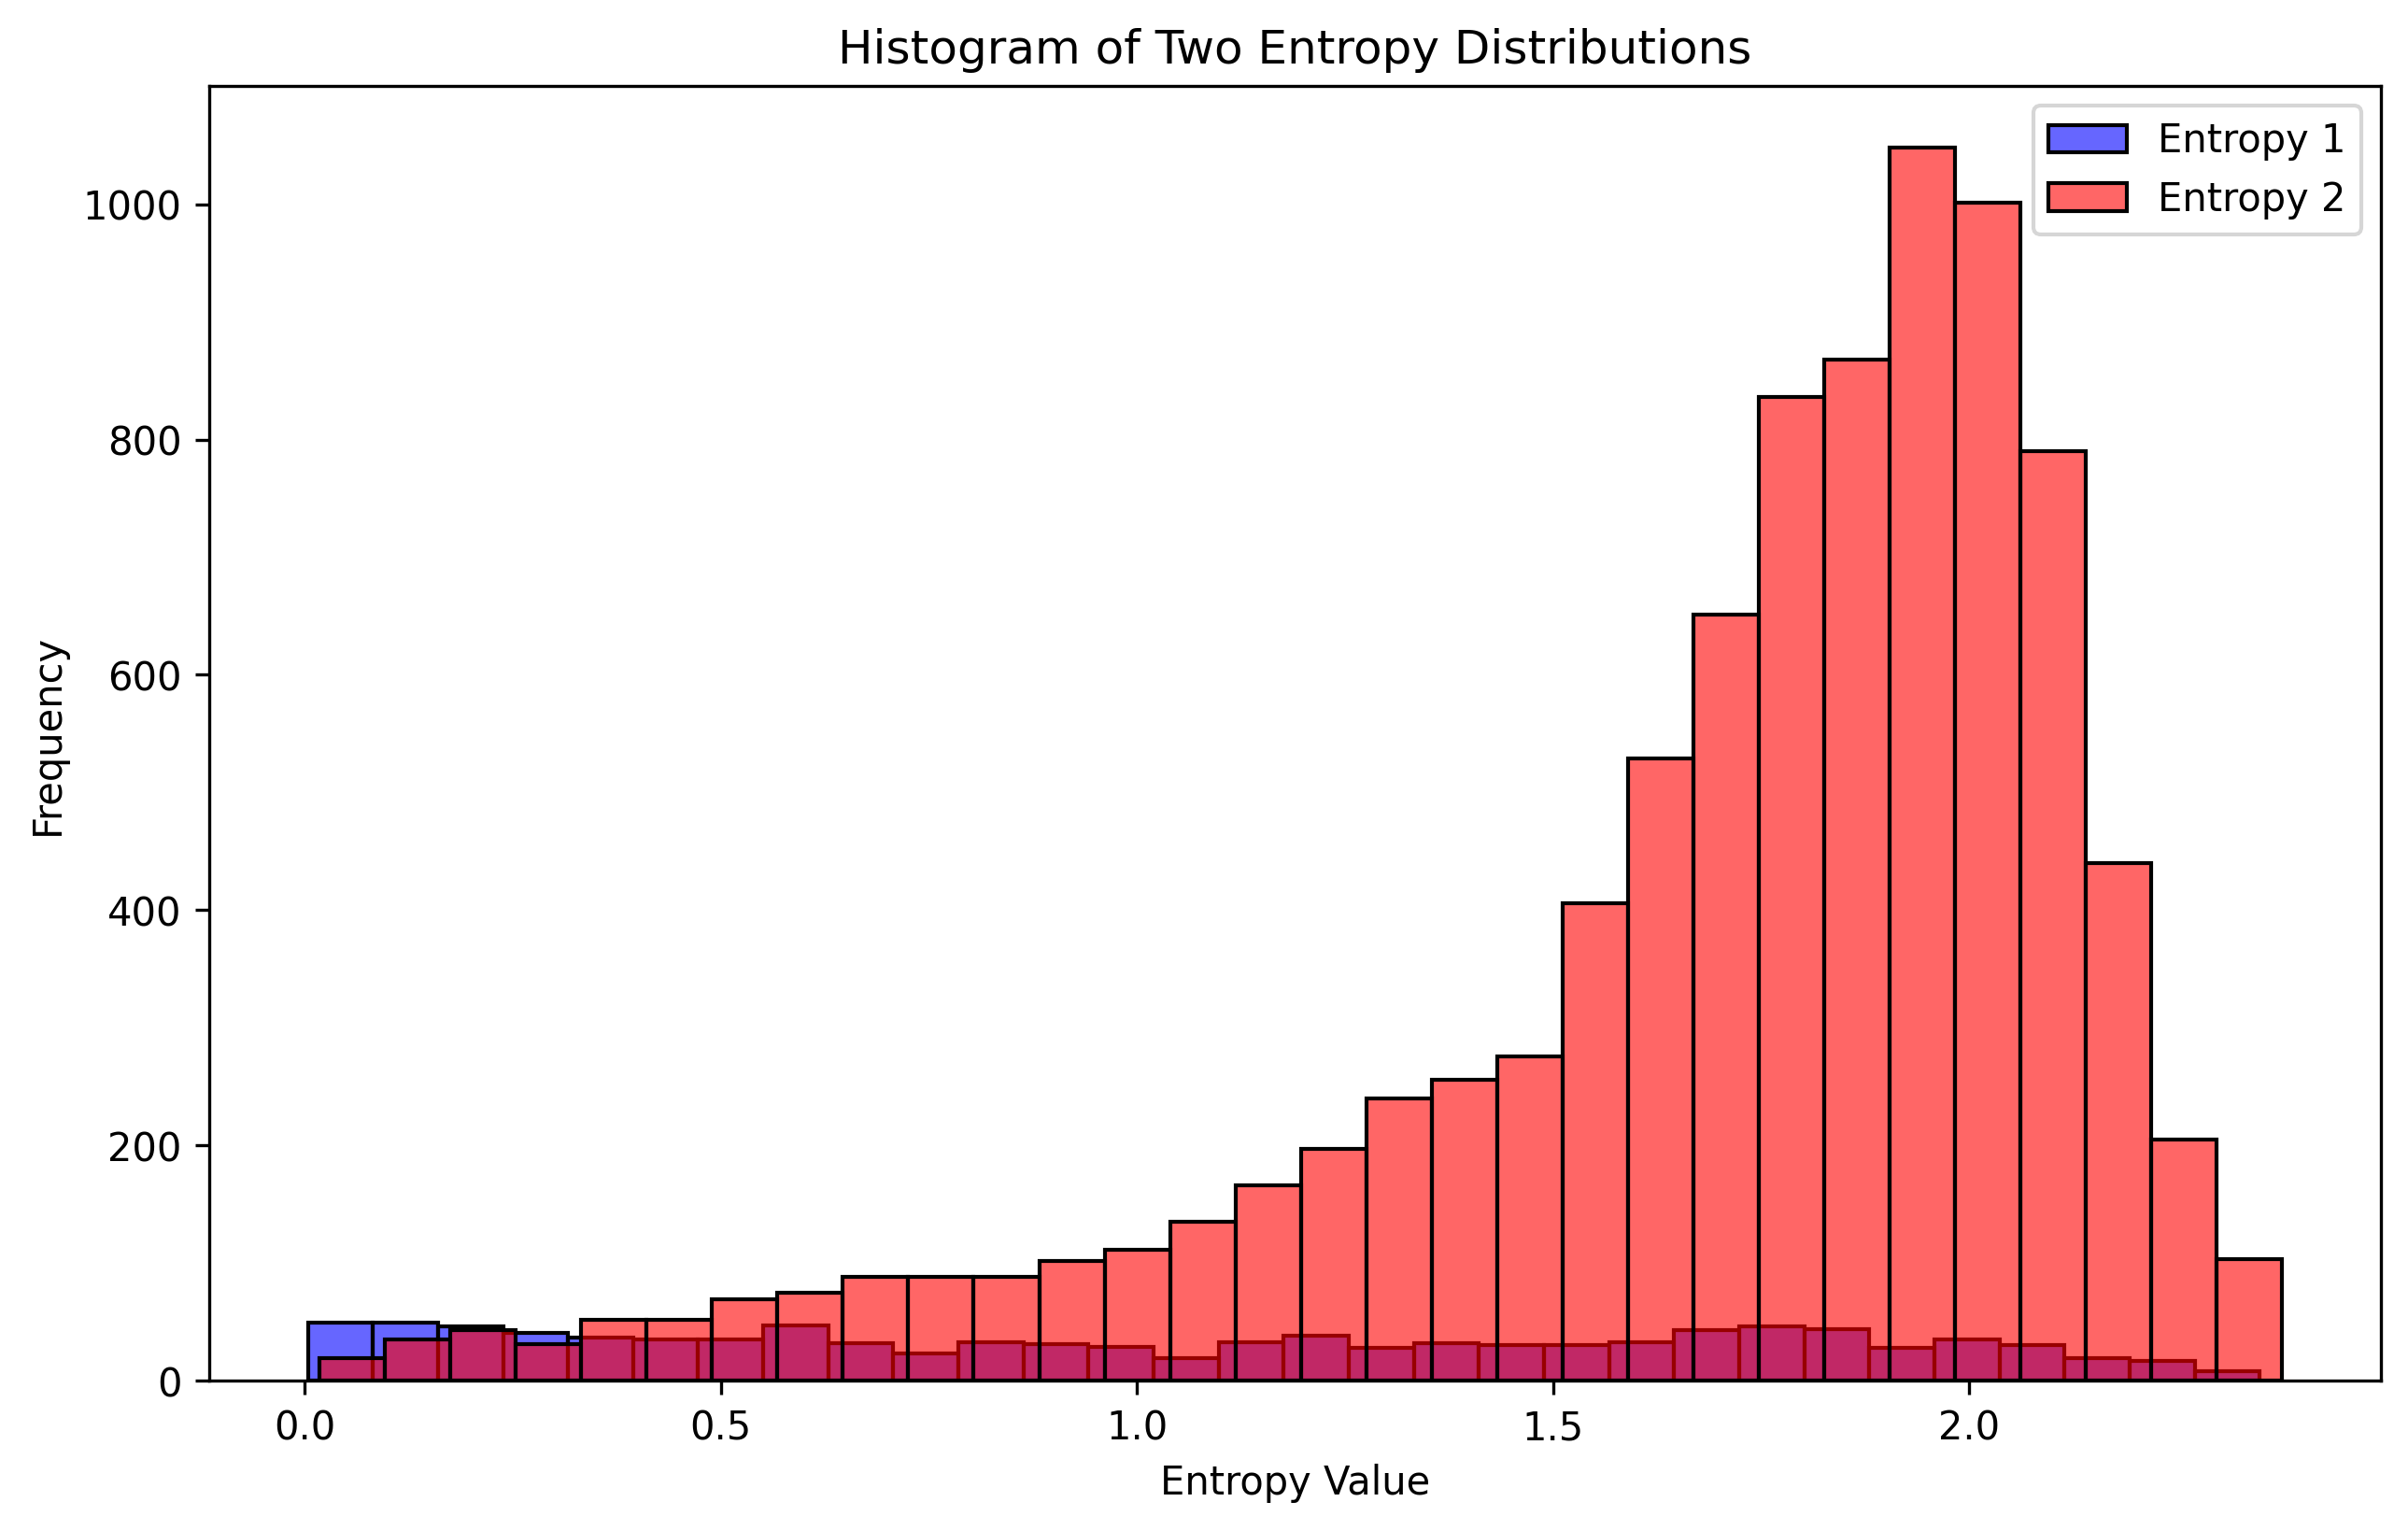 Histogram of Two Entropy Distributions
Entropy 1
Entropy 2
1000
800
600
400
200
0
Frequency
0.0 0.5 1.0 1.5 2.0
Entropy Value